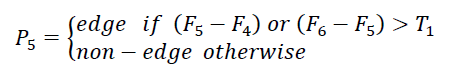 P₅ = {edge if (F₅ − F₄) or (F₆ − F₅) > T₁
non − edge otherwise